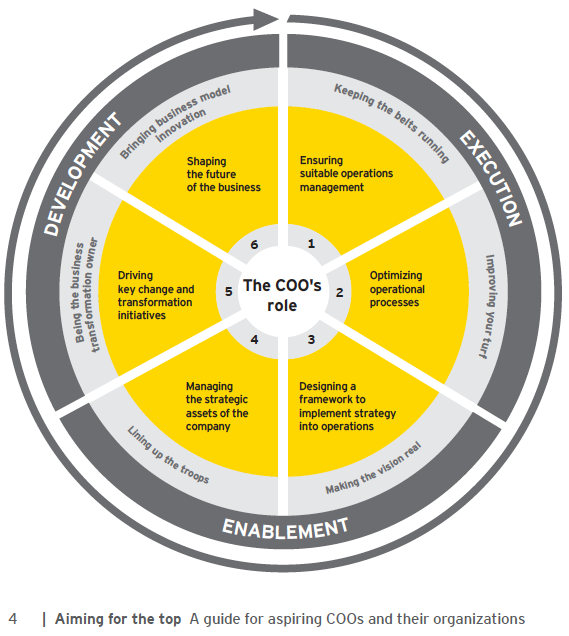 DEVELOPMENT
EXECUTION
ENABLEMENT
Bringing business model
innovation
Keeping the belts running
Improving your turf
Making the vision real
Lining up the troops
Being the business
transformation owner
Shaping
the future
of the business
Ensuring
suitable operations
management
Optimizing
operational
processes
Designing a
framework to
implement strategy
into operations
Managing
the strategic
assets of the
company
Driving
key change and
transformation
initiatives
6
1
5
The COO's
role
2
4
3
4 | Aiming for the top A guide for aspiring COOs and their organizations